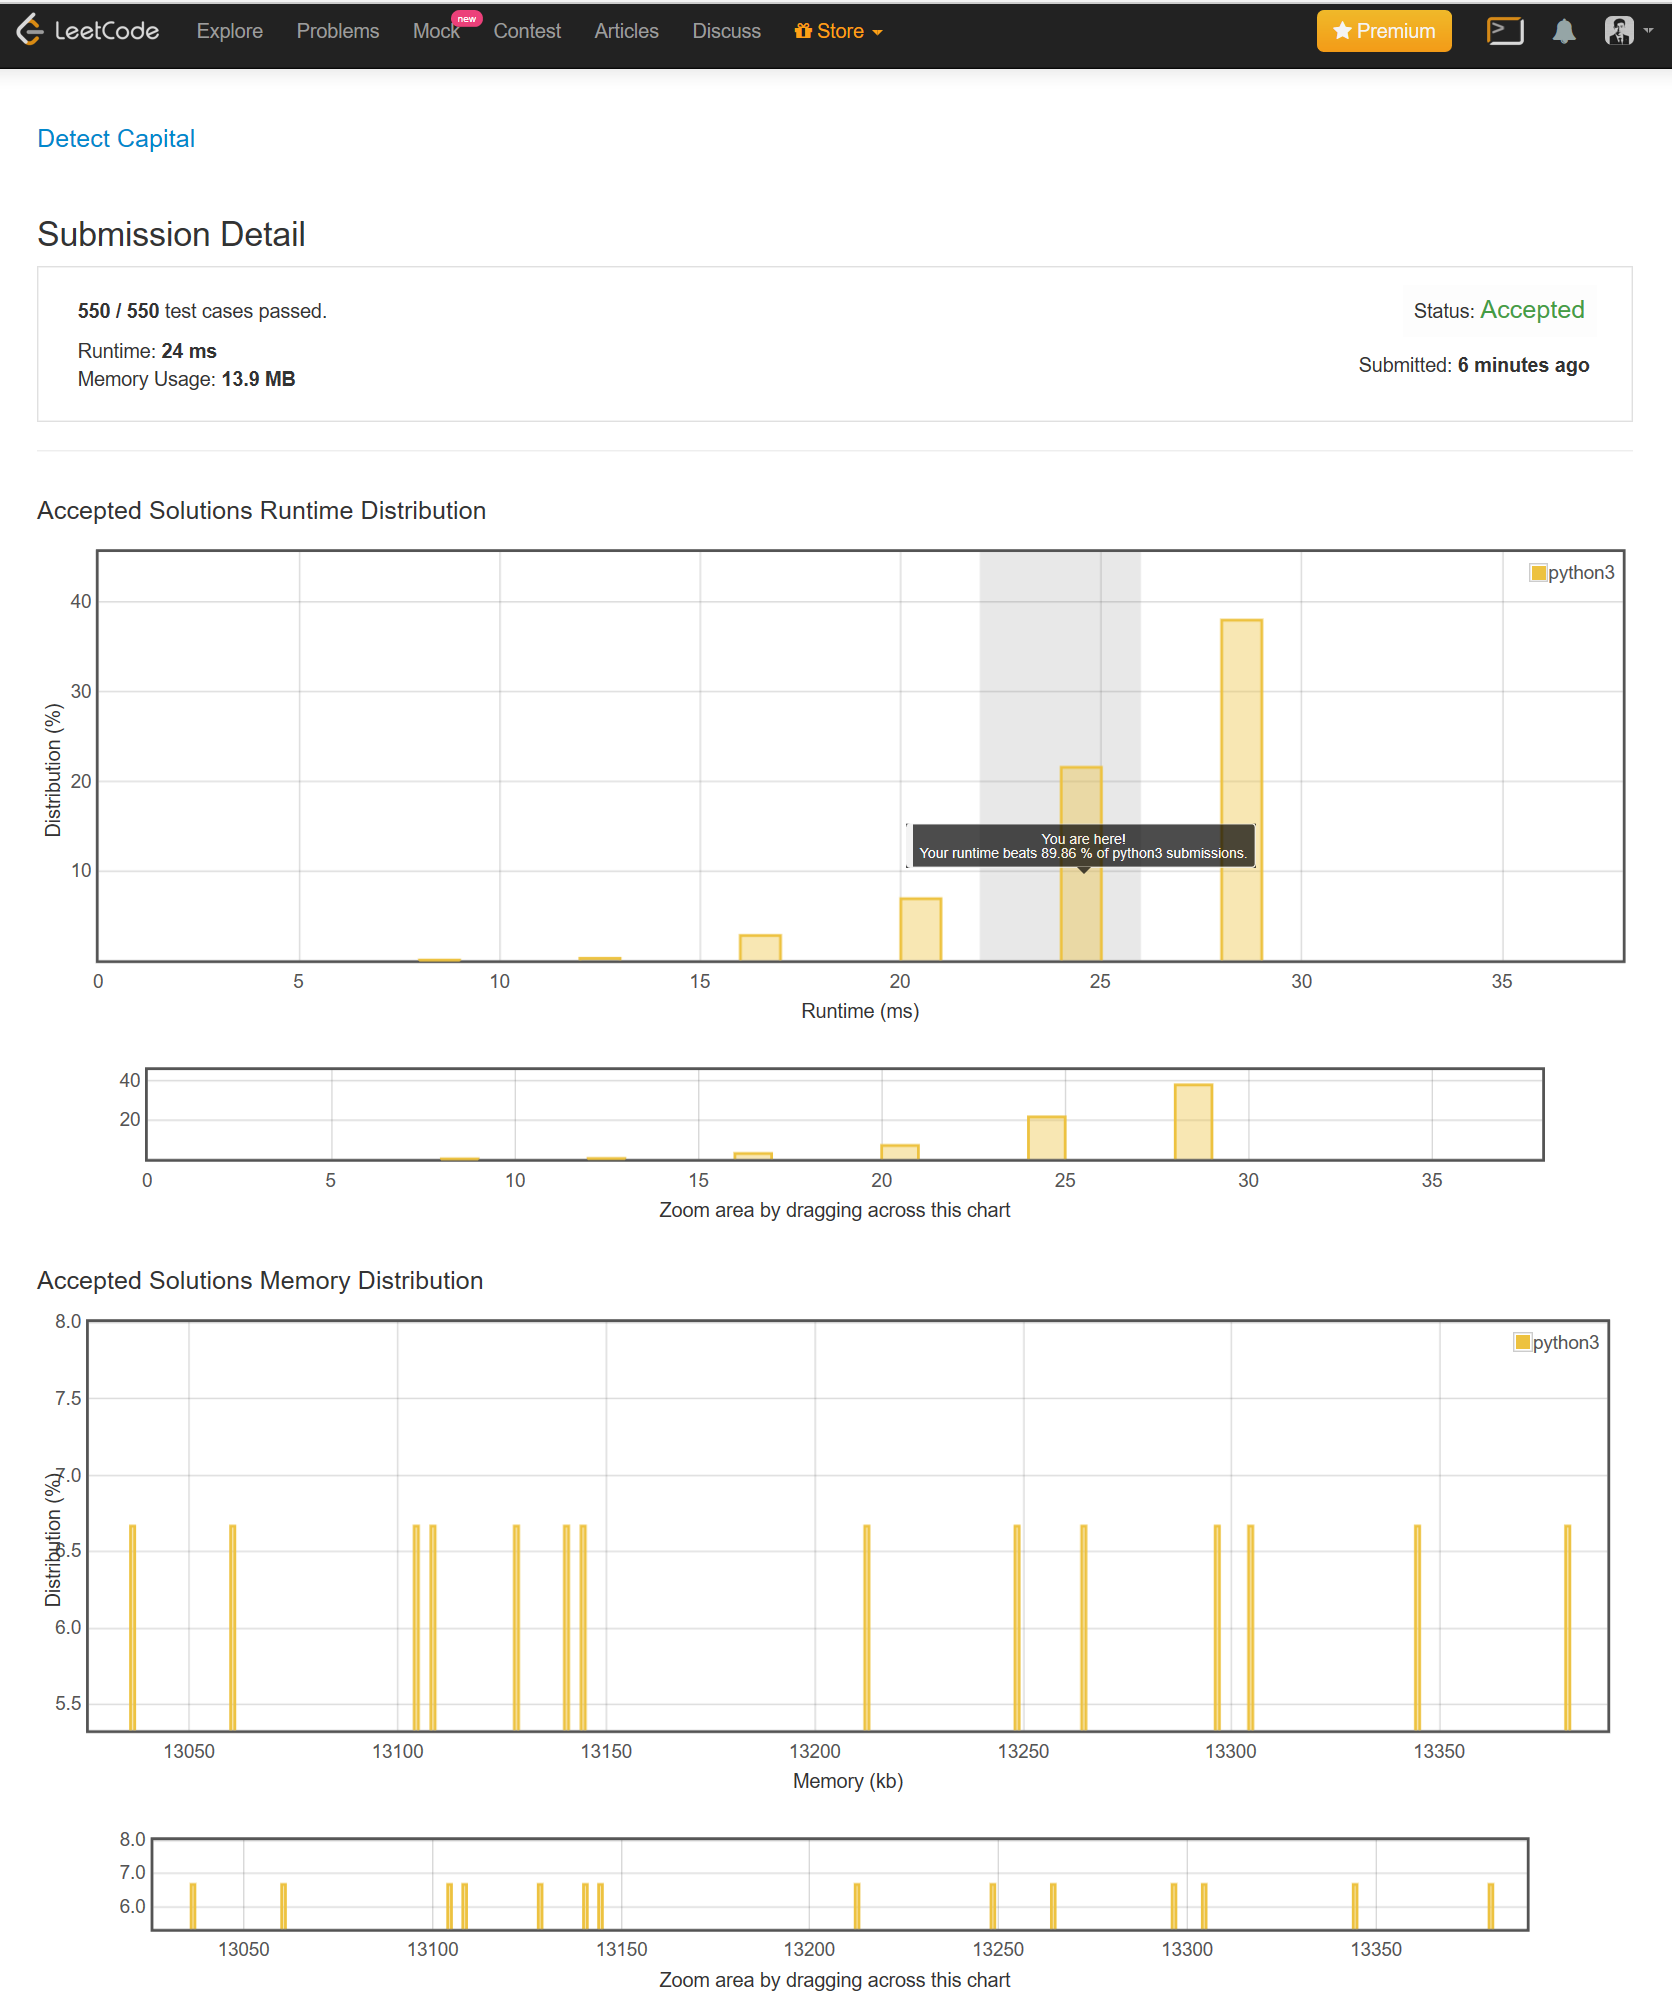 LeetCode Explore Problems Mock new Contest Articles Discuss Store Premium
Detect Capital
Submission Detail
550 / 550 test cases passed.
Status: Accepted
Runtime: 24 ms
Submitted: 6 minutes ago
Memory Usage: 13.9 MB
Accepted Solutions Runtime Distribution
python3
40
30
20
10
Distribution (%)
You are here!
Your runtime beats 89.86 % of python3 submissions.
0 5 10 15 20 25 30 35
Runtime (ms)
40
20
0 5 10 15 20 25 30 35
Zoom area by dragging across this chart
Accepted Solutions Memory Distribution
python3
8.0
7.5
7.0
6.5
6.0
5.5
Distribution (%)
13050 13100 13150 13200 13250 13300 13350
Memory (kb)
8.0
7.0
6.0
13050 13100 13150 13200 13250 13300 13350
Zoom area by dragging across this chart